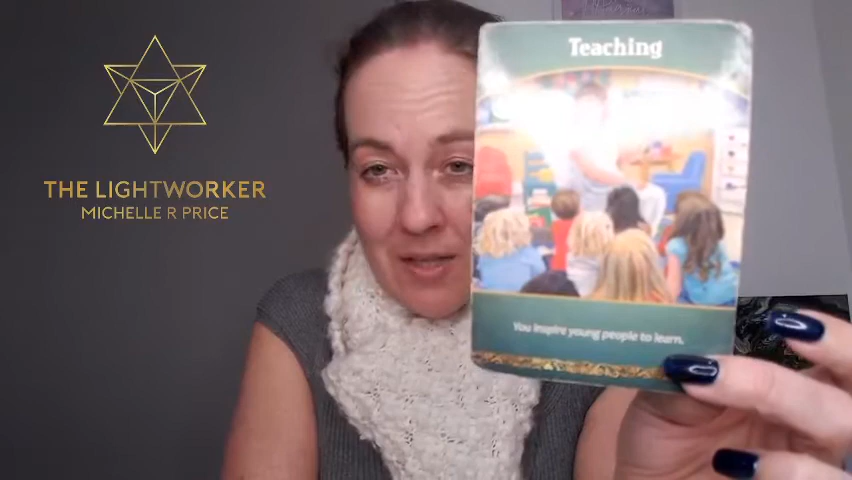 THE LIGHTWORKER
MICHELLE R PRICE
Teaching
You inspire young people to learn.